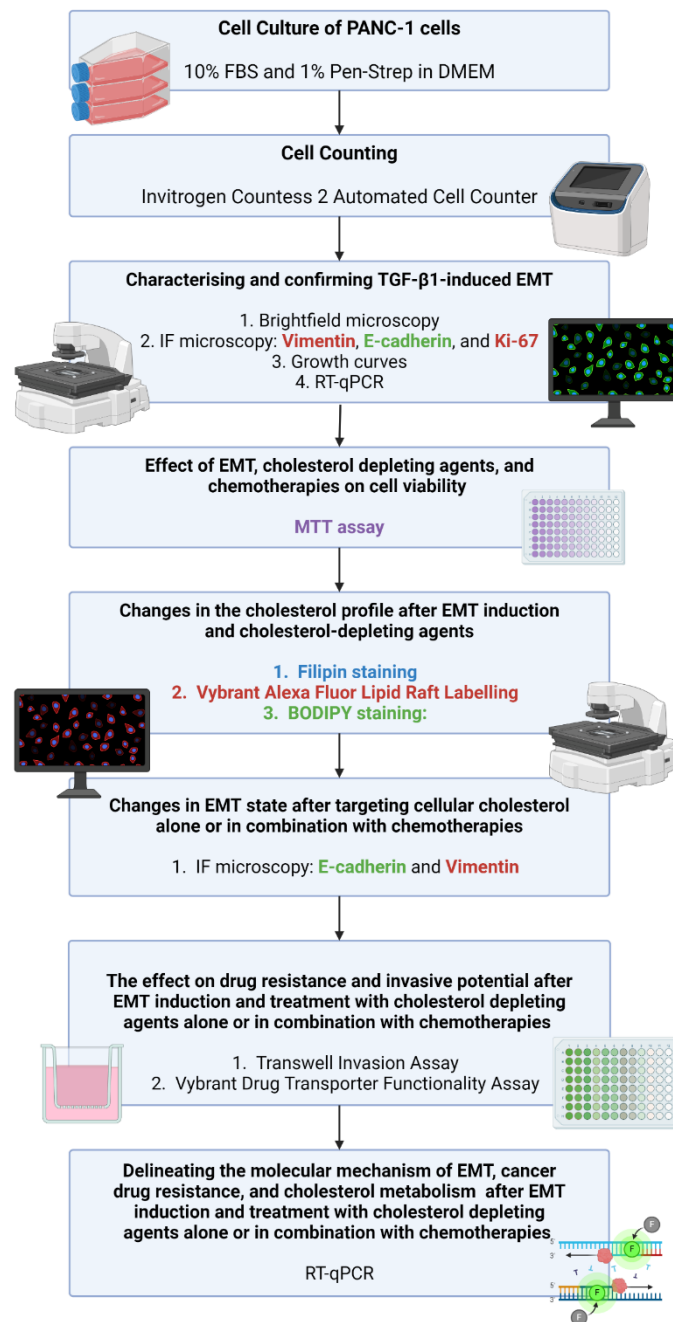 Cell Culture of PANC-1 cells
10% FBS and 1% Pen-Strep in DMEM
Cell Counting
Invitrogen Countess 2 Automated Cell Counter
Characterising and confirming TGF-β1-induced EMT
1. Brightfield microscopy
2. IF microscopy: Vimentin, E-cadherin, and Ki-67
3. Growth curves
4. RT-qPCR
Effect of EMT, cholesterol depleting agents, and
chemotherapies on cell viability
MTT assay
Changes in the cholesterol profile after EMT induction
and cholesterol-depleting agents
1. Filipin staining
2. Vybrant Alexa Fluor Lipid Raft Labelling
3. BODIPY staining:
Changes in EMT state after targeting cellular cholesterol
alone or in combination with chemotherapies
1. IF microscopy: E-cadherin and Vimentin
The effect on drug resistance and invasive potential after
EMT induction and treatment with cholesterol depleting
agents alone or in combination with chemotherapies
1. Transwell Invasion Assay
2. Vybrant Drug Transporter Functionality Assay
Delineating the molecular mechanism of EMT, cancer
drug resistance, and cholesterol metabolism after EMT
induction and treatment with cholesterol depleting
agents alone or in combination with chemotherapies
RT-qPCR
F
5'
F
3'
5'
F
3'
F